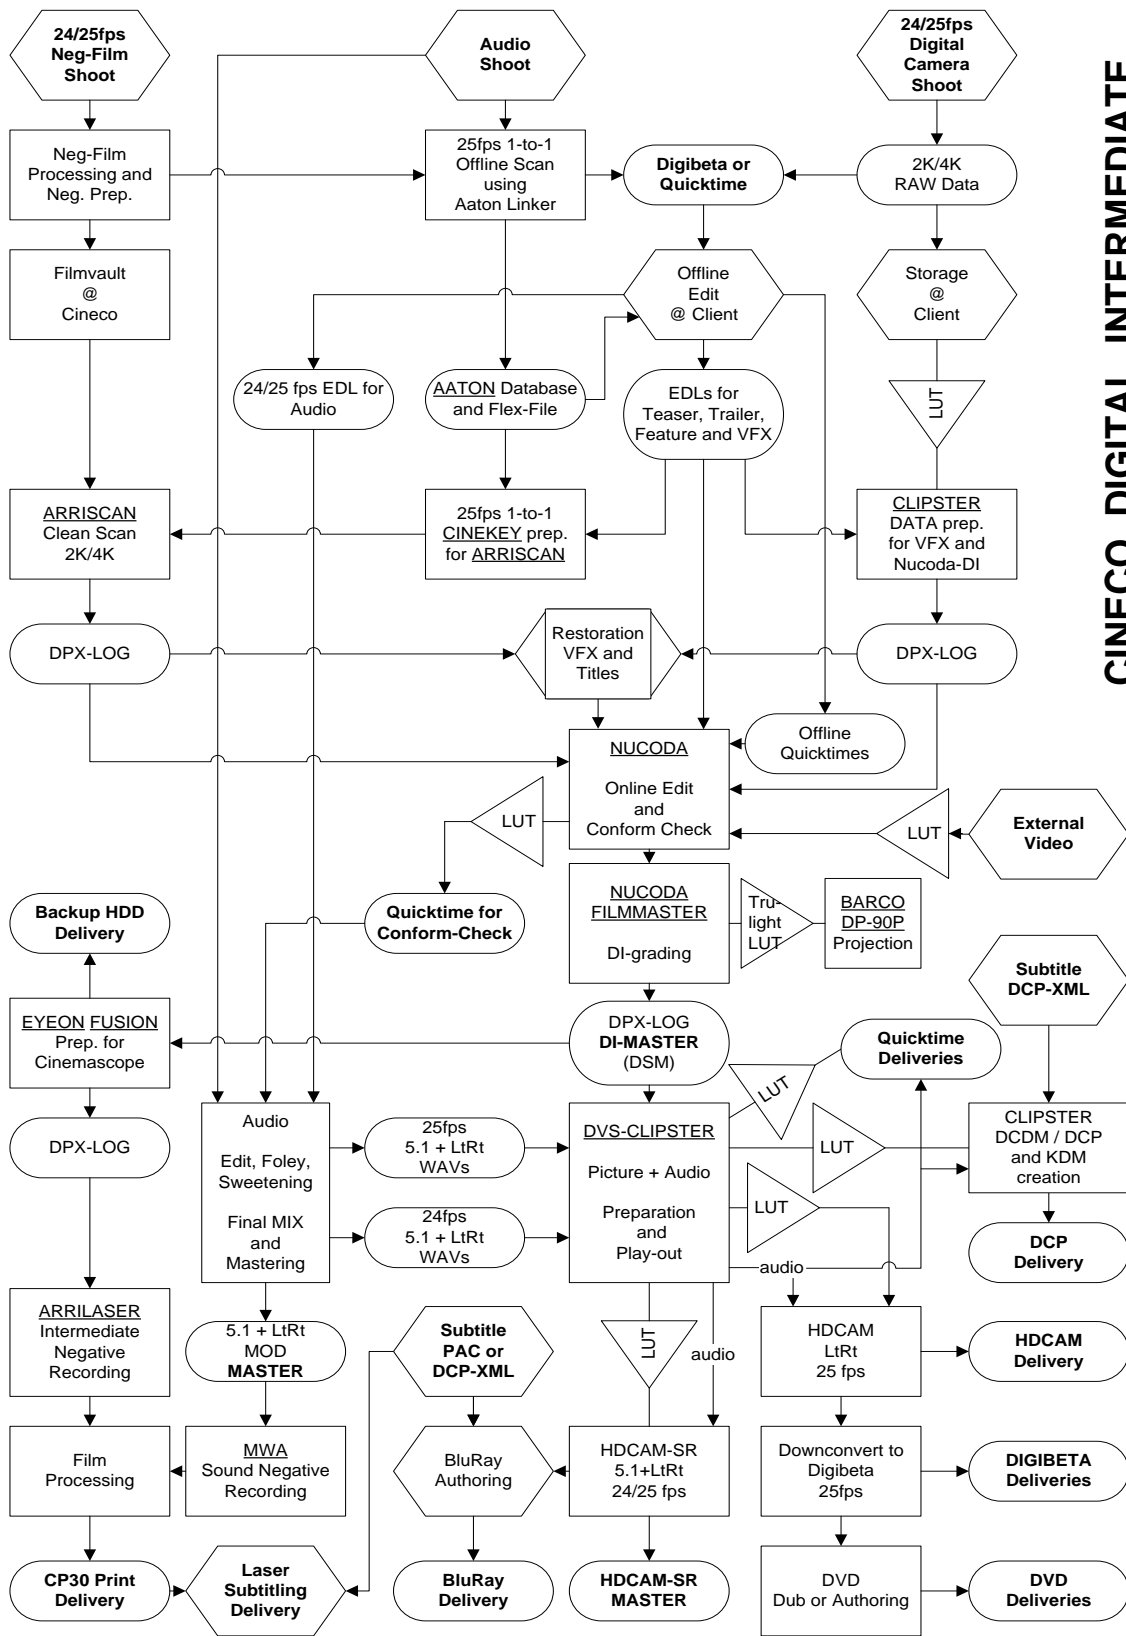 24/25fps
Neg-Film
Shoot
Audio
Shoot
24/25fps
Digital
Camera
Shoot
CINECO DIGITAL INTERMEDIATE
Neg-Film
Processing and
Neg. Prep.
25fps 1-to-1
Offline Scan
using
Aaton Linker
Digibeta or
Quicktime
2K/4K
RAW Data
Filmvault
@
Cineco
Offline
Edit
@ Client
Storage
@
Client
24/25 fps EDL for
Audio
AATON Database
and Flex-File
EDLs for
Teaser, Trailer,
Feature and VFX
LUT
ARRISCAN
Clean Scan
2K/4K
25fps 1-to-1
CINEKEY prep.
for ARRISCAN
CLIPSTER
DATA prep.
for VFX and
Nucoda-DI
DPX-LOG
Restoration
VFX and
Titles
DPX-LOG
NUCODA
Online Edit
and
Conform Check
Offline
Quicktimes
LUT
LUT
External
Video
Backup HDD
Delivery
Quicktime for
Conform-Check
NUCODA
FILMMASTER
DI-grading
Tru-
light
LUT
BARCO
DP-90P
Projection
Subtitle
DCP-XML
EYEON FUSION
Prep. for
Cinemascope
DPX-LOG
DI-MASTER
(DSM)
Quicktime
Deliveries
LUT
DPX-LOG
Audio
Edit, Foley,
Sweetening
Final MIX
and
Mastering
25fps
5.1 + LtRt
WAVs
24fps
5.1 + LtRt
WAVs
DVS-CLIPSTER
Picture + Audio
Preparation
and
Play-out
LUT
LUT
CLIPSTER
DCDM / DCP
and KDM
creation
DCP
Delivery
audio
ARRILASER
Intermediate
Negative
Recording
5.1 + LtRt
MOD
MASTER
Subtitle
PAC or
DCP-XML
LUT
audio
HDCAM
LtRt
25 fps
HDCAM
Delivery
Film
Processing
MWA
Sound Negative
Recording
BluRay
Authoring
HDCAM-SR
5.1+LtRt
24/25 fps
Downconvert to
Digibeta
25fps
DIGIBETA
Deliveries
CP30 Print
Delivery
Laser
Subtitling
Delivery
BluRay
Delivery
HDCAM-SR
MASTER
DVD
Dub or Authoring
DVD
Deliveries